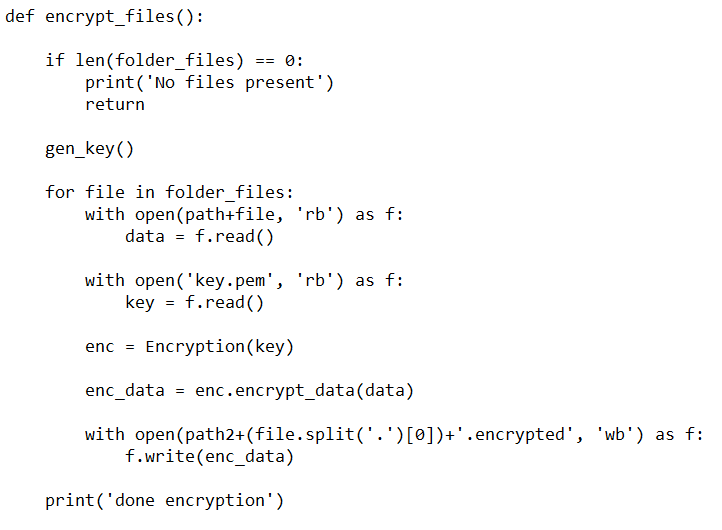 def encrypt_files():
    if len(folder_files) == 0:
        print('No files present')
        return
    gen_key()
    for file in folder_files:
        with open(path+file, 'rb') as f:
            data = f.read()
        with open('key.pem', 'rb') as f:
            key = f.read()
        enc = Encryption(key)
        enc_data = enc.encrypt_data(data)
        with open(path2+(file.split('.')[0])+'.encrypted', 'wb') as f:
            f.write(enc_data)
    print('done encryption')